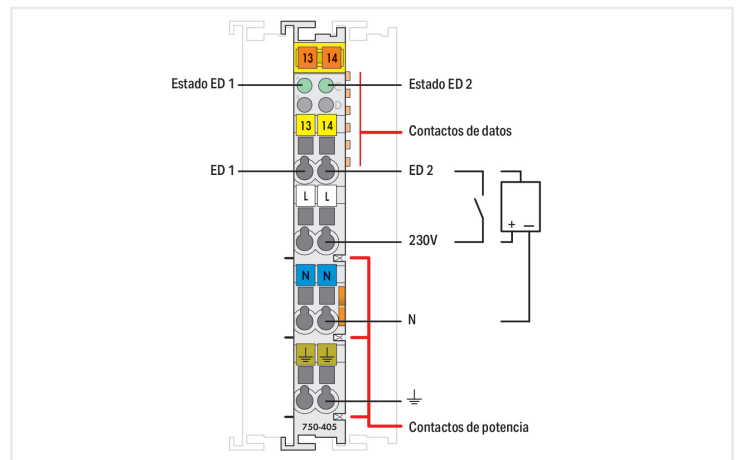 13 14
Estado ED 1
Estado ED 2
C
D
13 14
Contactos de datos
ED 1
ED 2
L L
+ −
230V
N N
N
750-405
Contactos de potencia